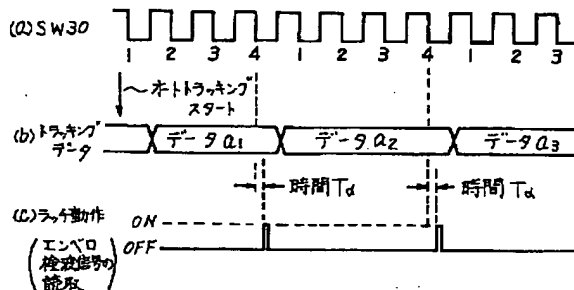 (a) SW30
1 2 3 4 1 2 3 4 1 2 3
オートトラッキング
スタート
(b) トラッキング
データ
データ a1 データ a2 データ a3
時間 Td 時間 Td
(C) ラッチ動作
ON
OFF
(エンベロ
検波信号の
読取)